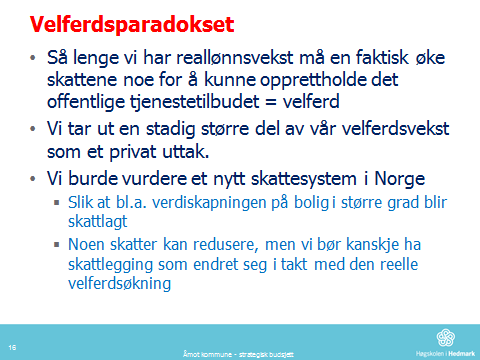 Velferdsparadokset
• Så lenge vi har reallønnsvekst må en faktisk øke
skattene noe for å kunne opprettholde det
offentlige tjenestetilbudet = velferd
• Vi tar ut en stadig større del av vår velferdsvekst
som et privat uttak.
• Vi burde vurdere et nytt skattesystem i Norge
▪ Slik at bl.a. verdiskapningen på bolig i større grad blir
skattlagt
▪ Noen skatter kan redusere, men vi bør kanskje ha
skattlegging som endret seg i takt med den reelle
velferdsøkning
16
Åmot kommune - strategisk budsjett
Høgskolen i Hedmark